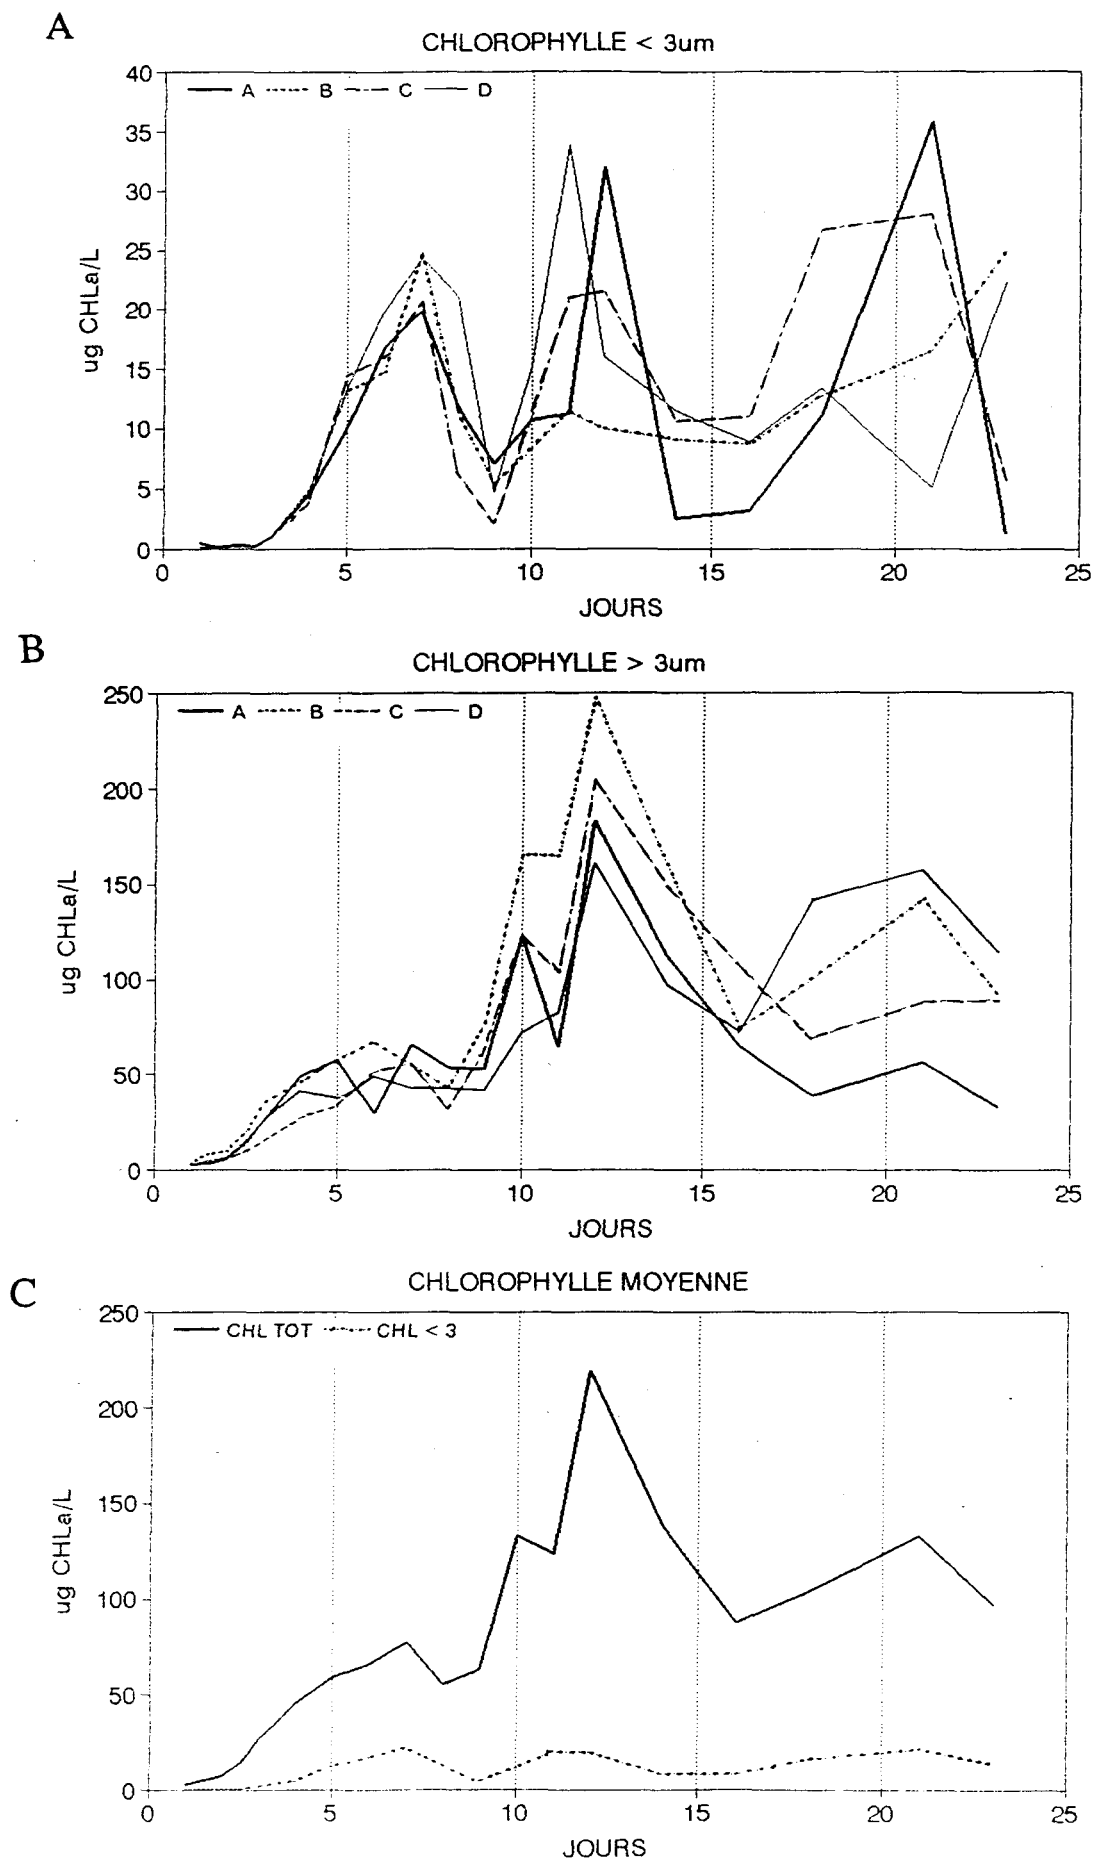 A
CHLOROPHYLLE < 3um
40
A B C D
35
30
25
20
15
10
5
0
ug CHLa/L
0 5 10 15 20 25
JOURS
B
CHLOROPHYLLE > 3um
250
A B C D
200
150
100
50
0
ug CHLa/L
0 5 10 15 20 25
JOURS
C
CHLOROPHYLLE MOYENNE
250
CHL TOT CHL < 3
200
150
100
50
0
ug CHLa/L
0 5 10 15 20 25
JOURS